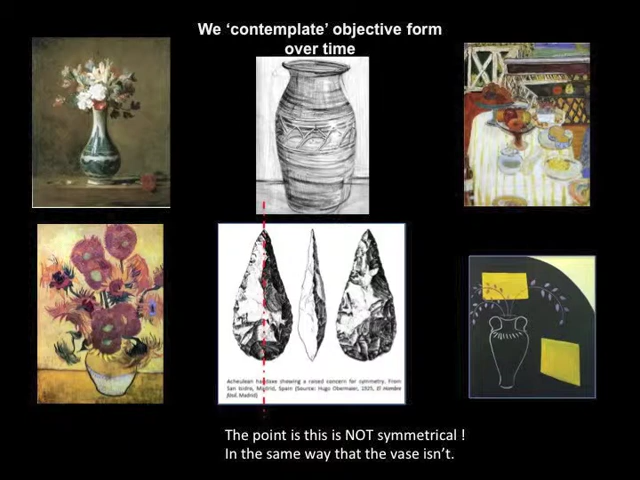 We ‘contemplate’ objective form
over time
Acheulean handaxe showing a raised concern for symmetry. From
San Isidro, Madrid, Spain (Source: Hugo Obermaier, 1925, El Hombre
fósil, Madrid)
The point is this is NOT symmetrical !
In the same way that the vase isn’t.